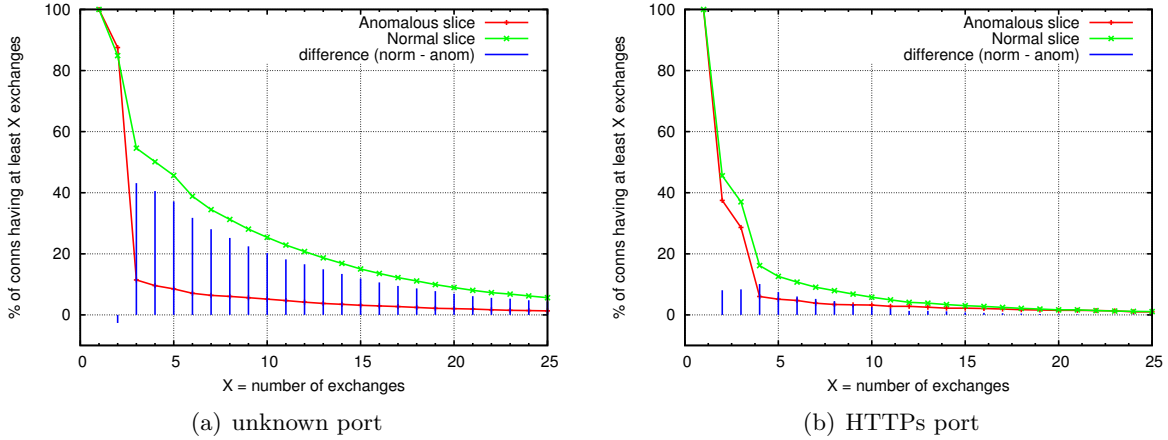 % of conns having at least X exchanges
100
80
60
40
20
0
5
10
15
20
25
X = number of exchanges
Anomalous slice
Normal slice
difference (norm - anom)
(a) unknown port
% of conns having at least X exchanges
100
80
60
40
20
0
5
10
15
20
25
X = number of exchanges
Anomalous slice
Normal slice
difference (norm - anom)
(b) HTTPs port